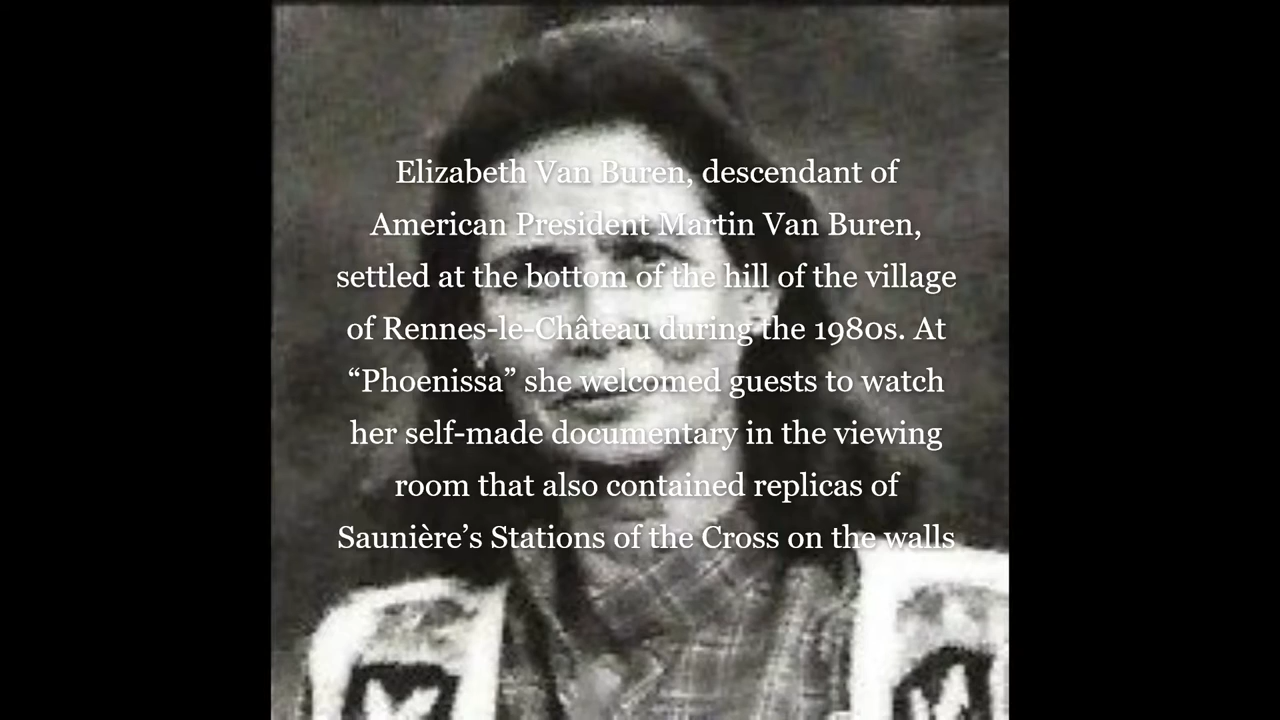 Elizabeth Van Buren, descendant of
American President Martin Van Buren,
settled at the bottom of the hill of the village
of Rennes-le-Château during the 1980s. At
“Phoenissa” she welcomed guests to watch
her self-made documentary in the viewing
room that also contained replicas of
Saunière’s Stations of the Cross on the walls